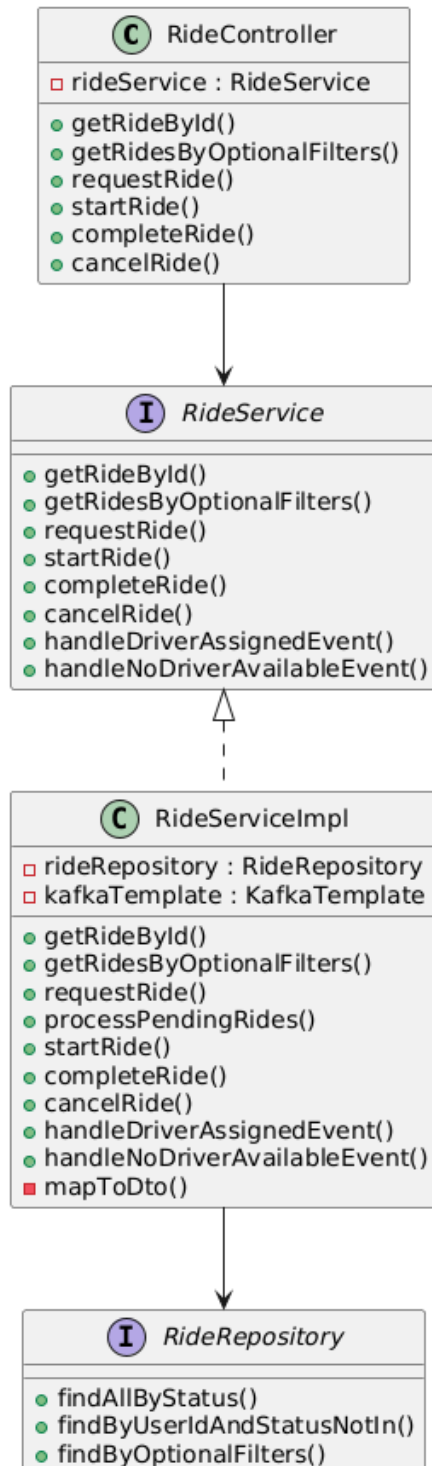 C RideController
rideService : RideService
getRideById()
getRidesByOptionalFilters()
requestRide()
startRide()
completeRide()
cancelRide()
I RideService
getRideById()
getRidesByOptionalFilters()
requestRide()
startRide()
completeRide()
cancelRide()
handleDriverAssignedEvent()
handleNoDriverAvailableEvent()
C RideServiceImpl
rideRepository : RideRepository
kafkaTemplate : KafkaTemplate
getRideById()
getRidesByOptionalFilters()
requestRide()
processPendingRides()
startRide()
completeRide()
cancelRide()
handleDriverAssignedEvent()
handleNoDriverAvailableEvent()
mapToDto()
I RideRepository
findAllByStatus()
findByUserIdAndStatusNotIn()
findByOptionalFilters()